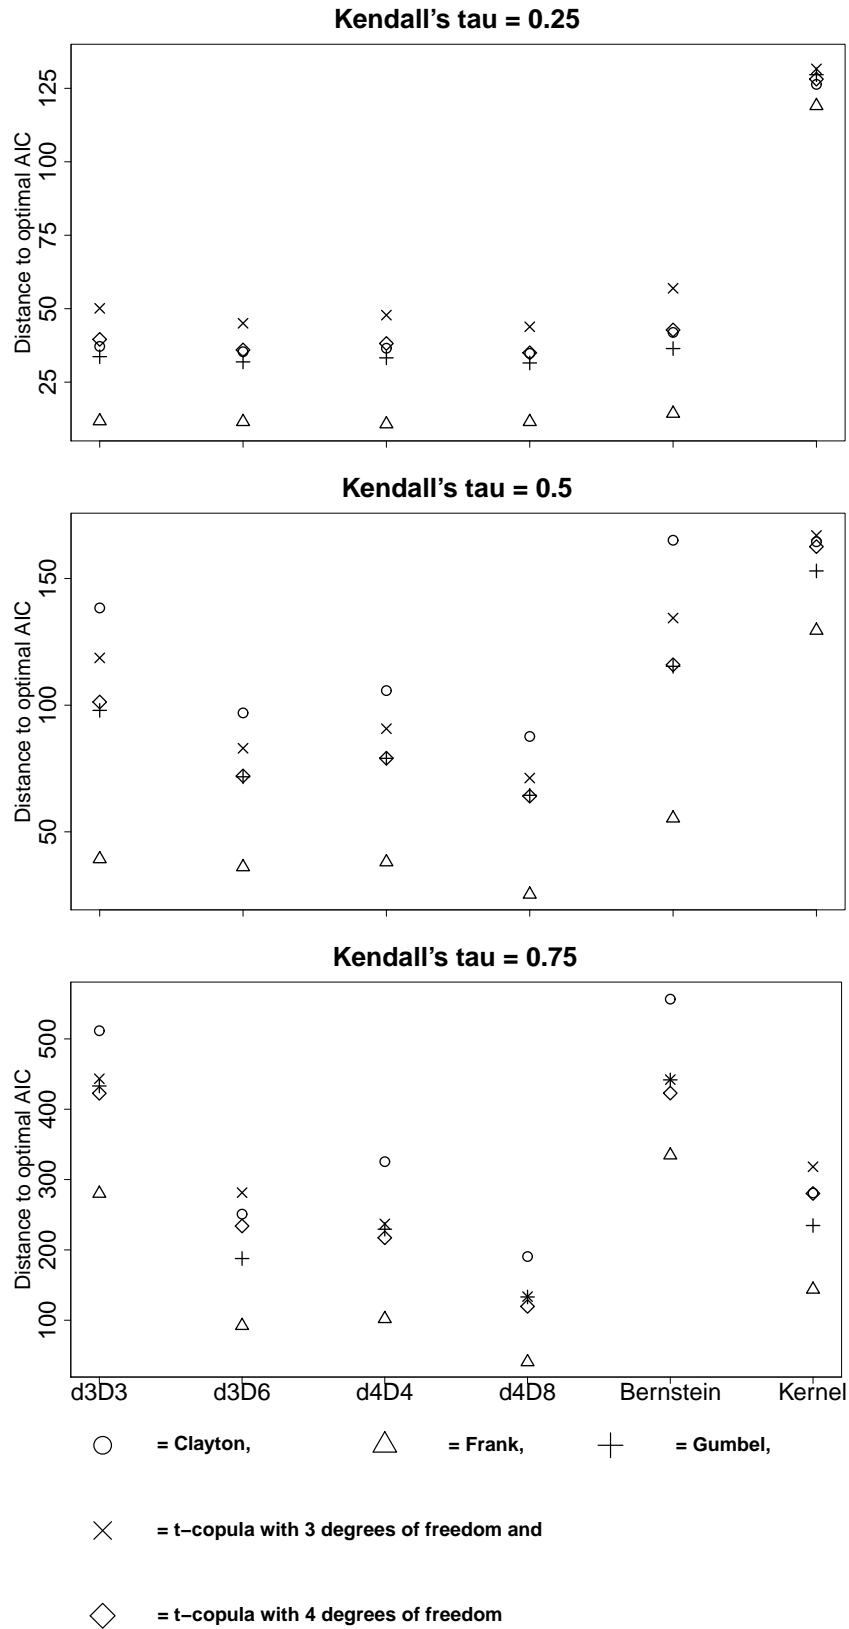 Kendall's tau = 0.25
Distance to optimal AIC
125
100
75
50
25
Kendall's tau = 0.5
Distance to optimal AIC
150
100
50
Kendall's tau = 0.75
Distance to optimal AIC
500
400
300
200
100
d3D3 d3D6 d4D4 d4D8 Bernstein Kernel
= Clayton, = Frank, = Gumbel,
= t−copula with 3 degrees of freedom and
= t−copula with 4 degrees of freedom